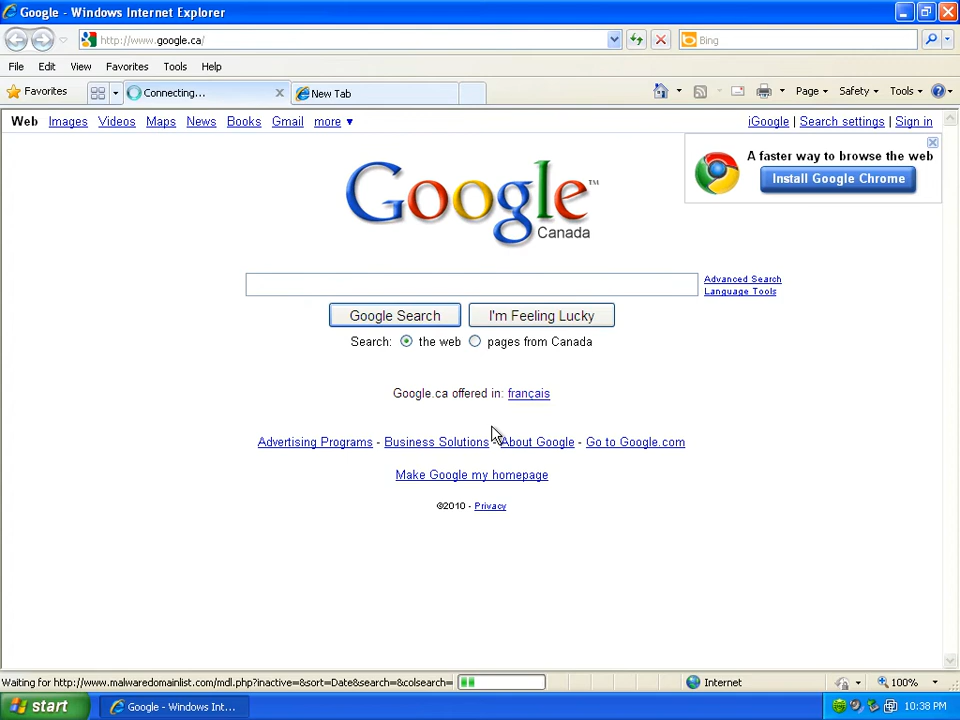 Google - Windows Internet Explorer
http://www.google.ca/
Bing
File Edit View Favorites Tools Help
Favorites
Connecting...
New Tab
Page Safety Tools
Web Images Videos Maps News Books Gmail more ▼
iGoogle | Search settings | Sign in
A faster way to browse the web
Install Google Chrome
Google™
Canada
Advanced Search
Language Tools
Google Search
I'm Feeling Lucky
Search: the web pages from Canada
Google.ca offered in: français
Advertising Programs - Business Solutions - About Google - Go to Google.com
Make Google my homepage
©2010 - Privacy
Waiting for http://www.malwaredomainlist.com/mdl.php?inactive=&sort=Date&search=&colsearch=
Internet
100%
start
Google - Windows Int...
10:38 PM